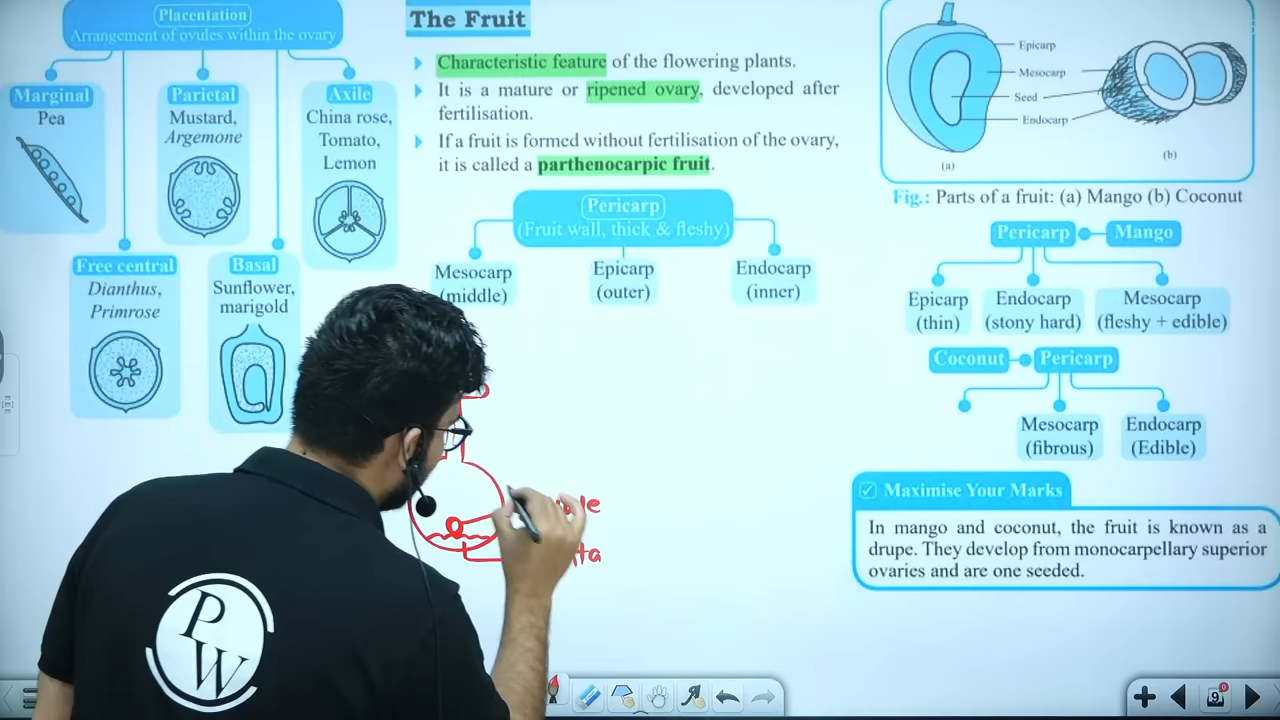 Placentation
Arrangement of ovules within the ovary
Marginal
Pea
Parietal
Mustard,
Argemone
Axile
China rose,
Tomato,
Lemon
Free central
Dianthus,
Primrose
Basal
Sunflower,
marigold
The Fruit
Characteristic feature of the flowering plants.
It is a mature or ripened ovary, developed after
fertilisation.
If a fruit is formed without fertilisation of the ovary,
it is called a parthenocarpic fruit.
Pericarp
(Fruit wall, thick & fleshy)
Mesocarp
(middle)
Epicarp
(outer)
Endocarp
(inner)
Epicarp
Mesocarp
Seed
Endocarp
(a)
(b)
Fig.: Parts of a fruit: (a) Mango (b) Coconut
Pericarp
Mango
Epicarp
(thin)
Endocarp
(stony hard)
Mesocarp
(fleshy + edible)
Coconut
Pericarp
Mesocarp
(fibrous)
Endocarp
(Edible)
Maximise Your Marks
In mango and coconut, the fruit is known as a
drupe. They develop from monocarpellary superior
ovaries and are one seeded.
PW
9